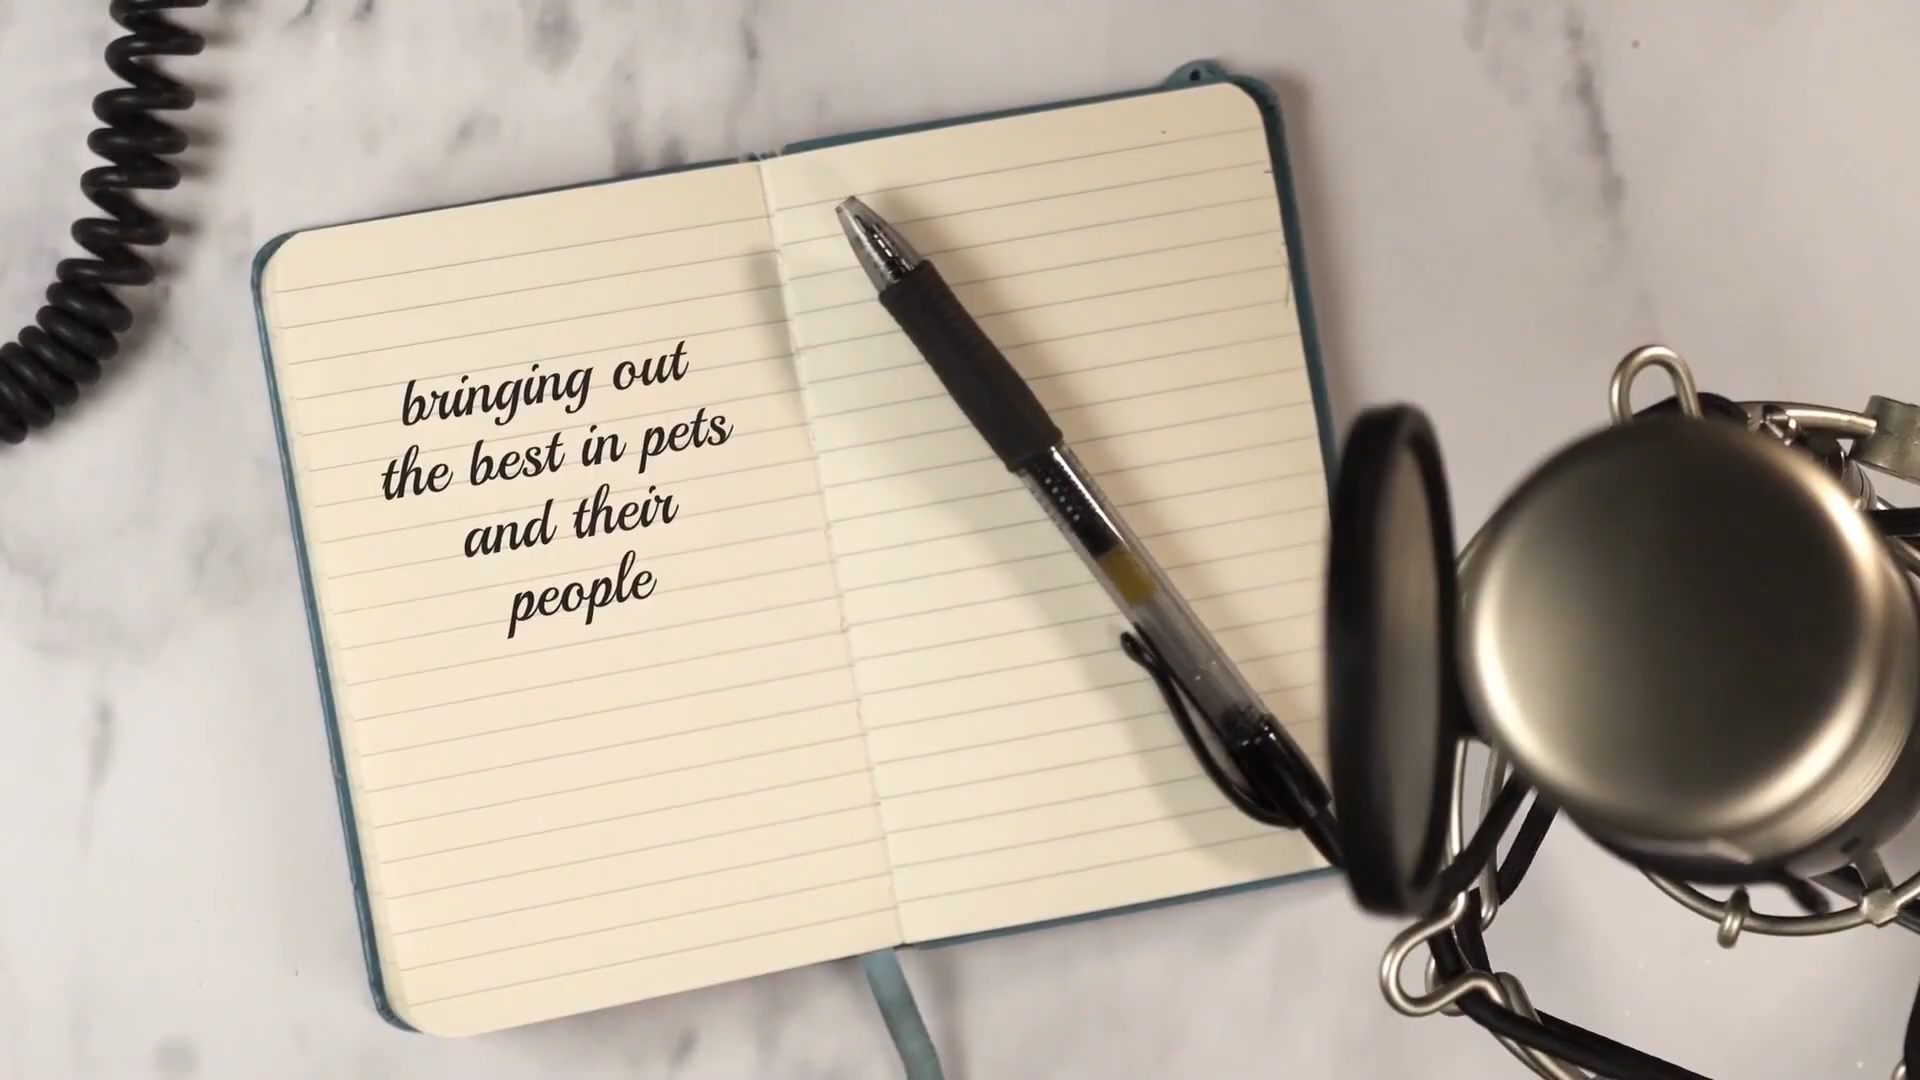 bringing out
the best in pets
and their
people